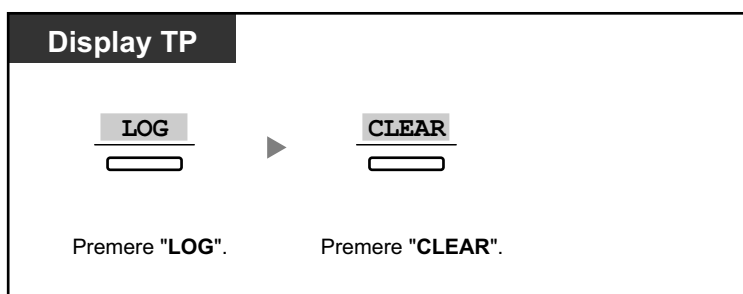 Display TP
LOG
CLEAR
Premere "LOG".
Premere "CLEAR".